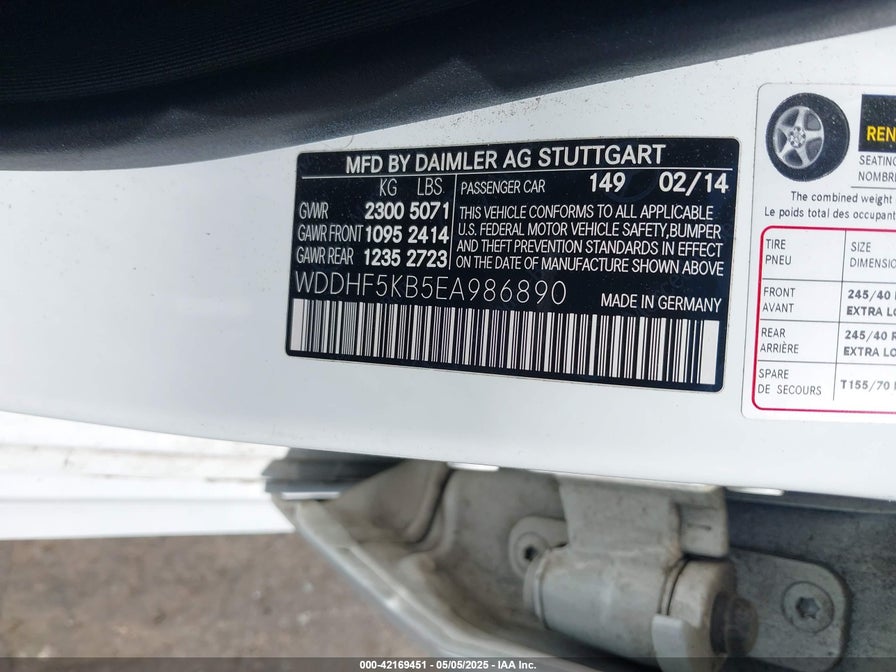 MFD BY DAIMLER AG STUTTGART
KG LBS PASSENGER CAR 149 02/14
GVWR 2300 5071
GAWR FRONT 1095 2414
GAWR REAR 1235 2723
THIS VEHICLE CONFORMS TO ALL APPLICABLE
U.S. FEDERAL MOTOR VEHICLE SAFETY,BUMPER
AND THEFT PREVENTION STANDARDS IN EFFECT
ON THE DATE OF MANUFACTURE SHOWN ABOVE
WDDHF5KB5EA986890 MADE IN GERMANY
REN
SEATING
NOMBRE
The combined weight
Le poids total des occupant
TIRE SIZE
PNEU DIMENSIO
FRONT 245/40
AVANT EXTRA LO
REAR 245/40 R
ARRIÈRE EXTRA LO
SPARE
DE SECOURS T155/70
000-42169451 — 05/05/2025 — IAA Inc.